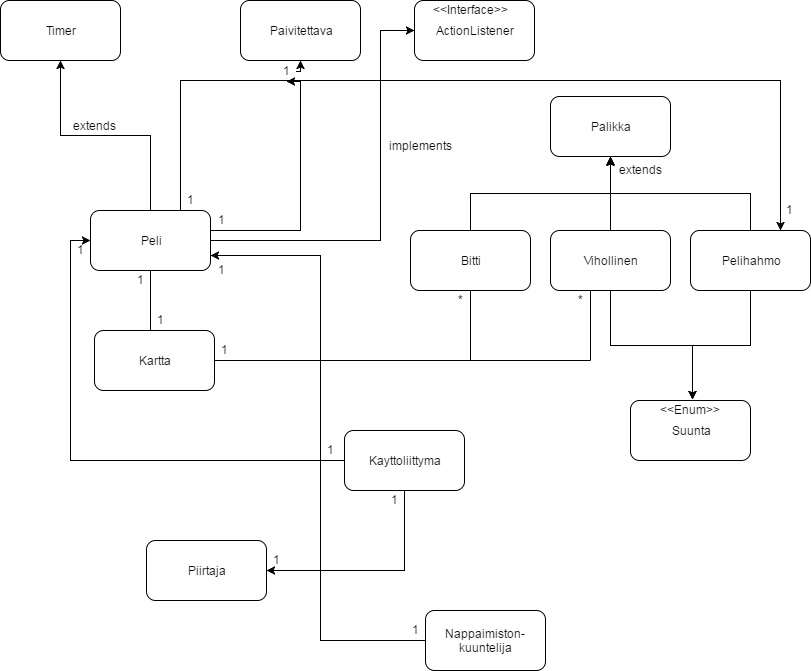 Timer
Paivitettava
<<Interface>>
ActionListener
1
extends
implements
Palikka
extends
1
1
1
Peli
1
1
1
Bitti
Vihollinen
Pelihahmo
*
*
1
Kartta
1
<<Enum>>
Suunta
1
Kayttoliittyma
1
Piirtaja
1
1
Nappaimiston-
kuuntelija